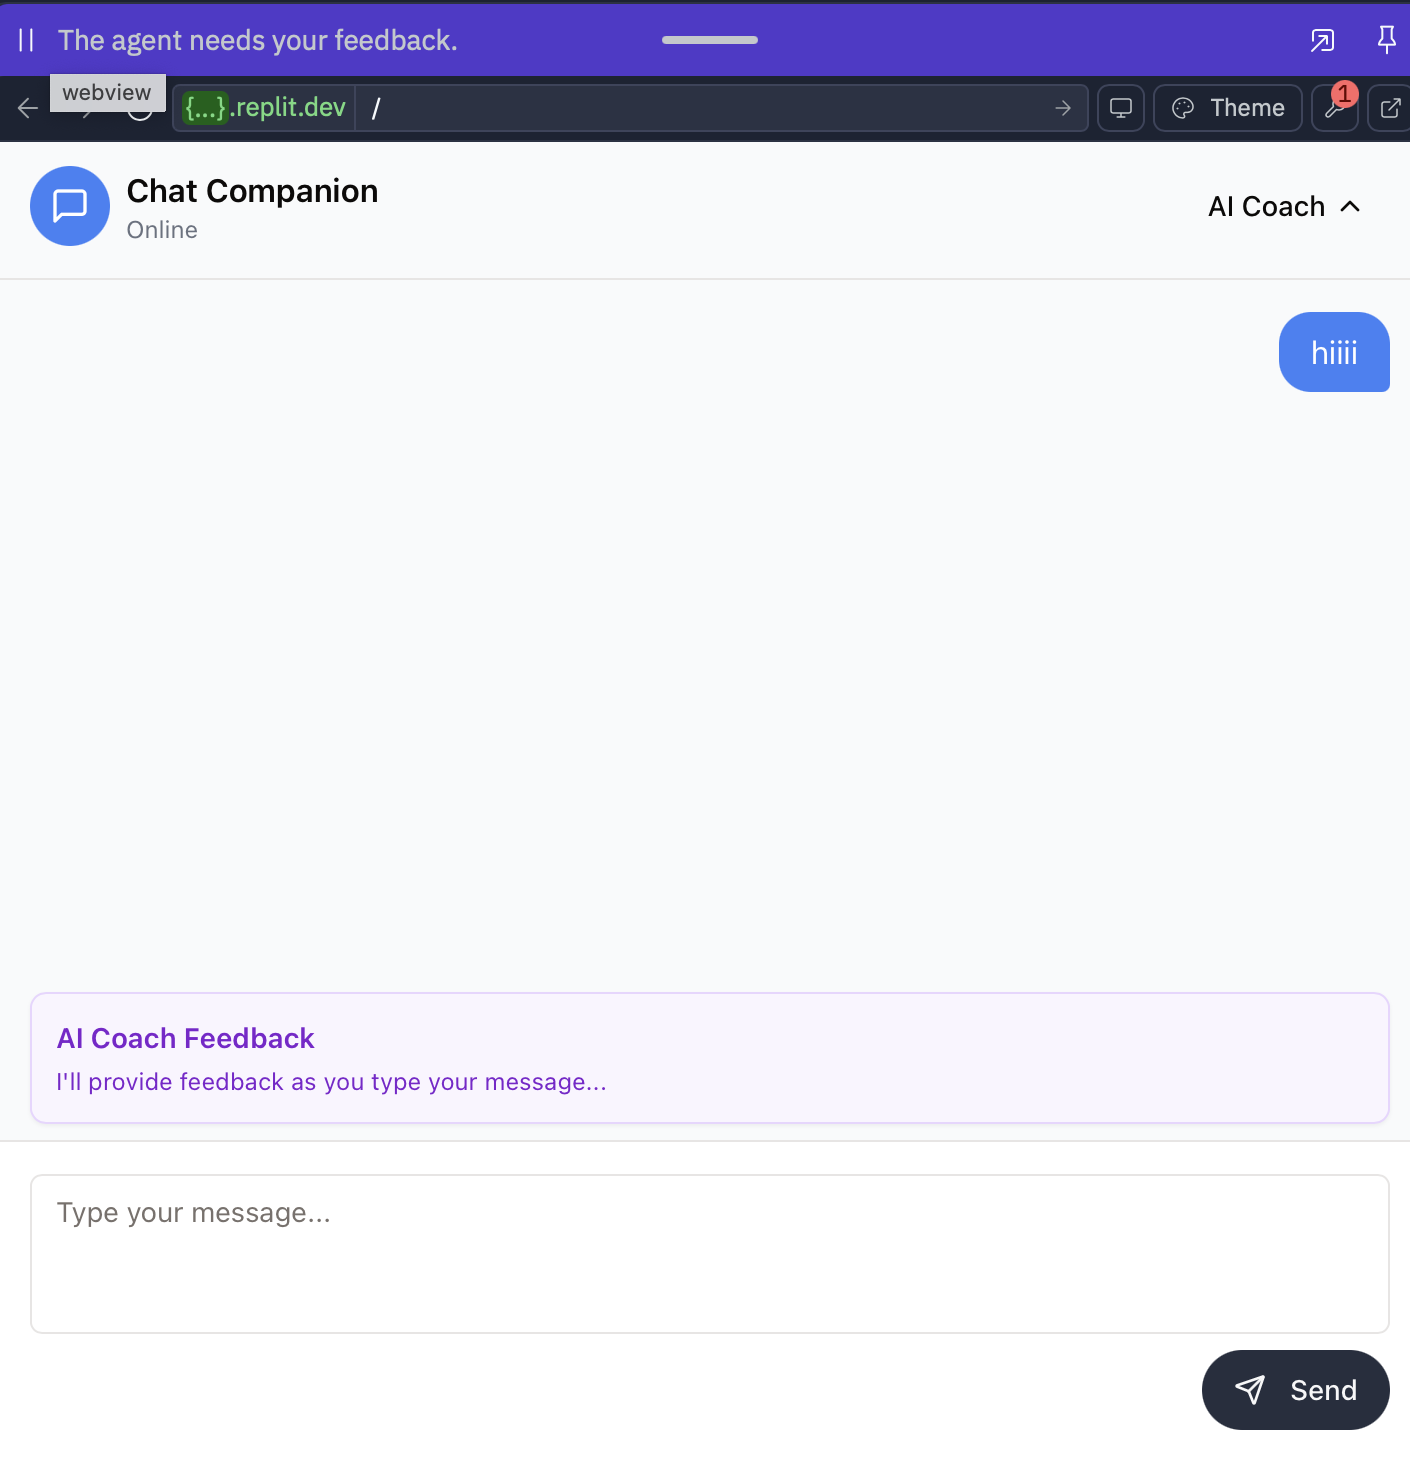 The agent needs your feedback.
webview
{...}.replit.dev /
Theme
1
Chat Companion
Online
AI Coach
hiiii
AI Coach Feedback
I'll provide feedback as you type your message...
Type your message...
Send